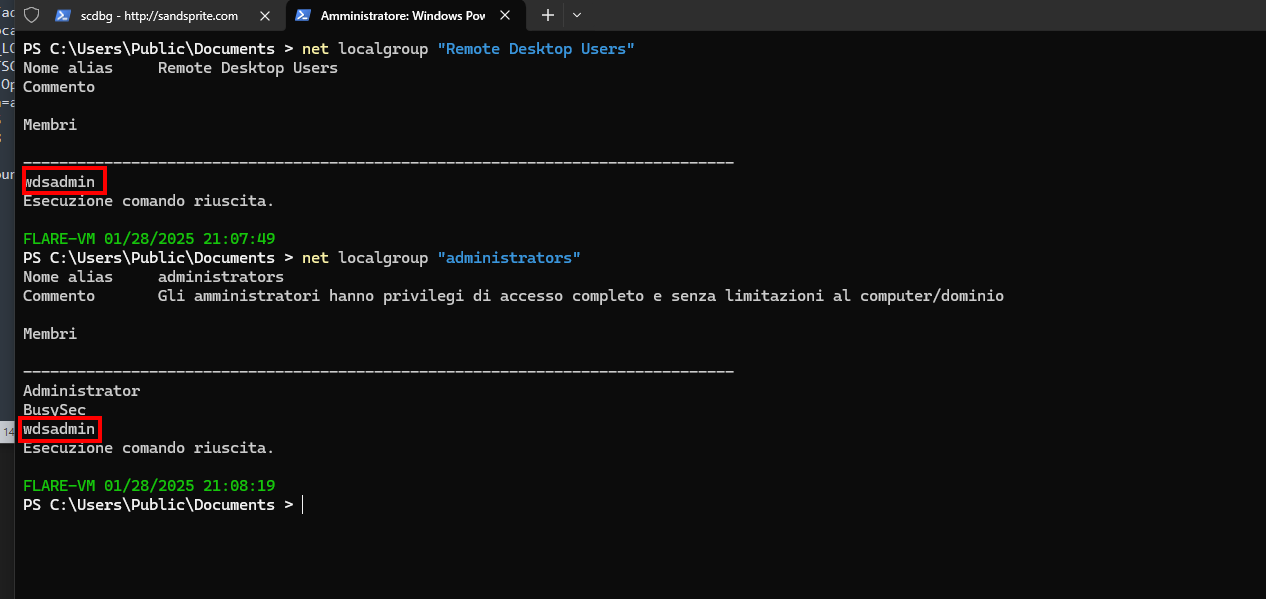 scdbg - http://sandsprite.com
Amministratore: Windows Pow
PS C:\Users\Public\Documents > net localgroup "Remote Desktop Users"
Nome alias     Remote Desktop Users
Commento
Membri
-------------------------------------------------------------------------------
wdsadmin
Esecuzione comando riuscita.
FLARE-VM 01/28/2025 21:07:49
PS C:\Users\Public\Documents > net localgroup "administrators"
Nome alias     administrators
Commento       Gli amministratori hanno privilegi di accesso completo e senza limitazioni al computer/dominio
Membri
-------------------------------------------------------------------------------
Administrator
BusySec
wdsadmin
Esecuzione comando riuscita.
FLARE-VM 01/28/2025 21:08:19
PS C:\Users\Public\Documents >
14